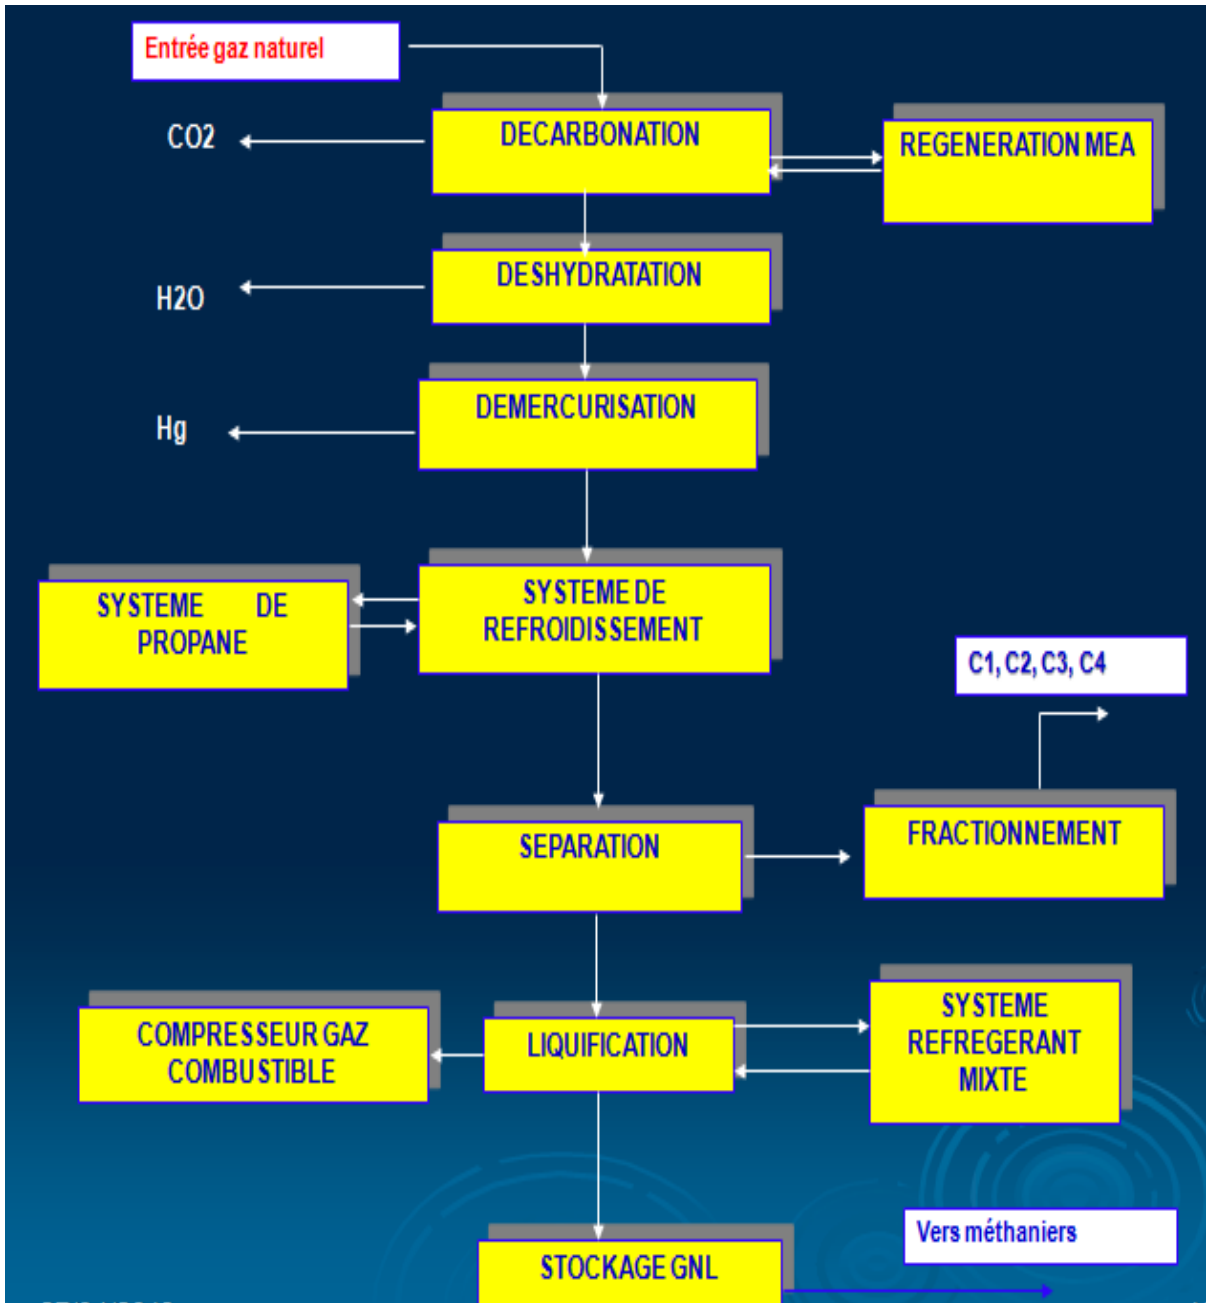 Entrée gaz naturel
CO2
DECARBONATION
REGENERATION MEA
H2O
DESHYDRATATION
Hg
DEMERCURISATION
SYSTEME DE
PROPANE
SYSTEME DE
REFROIDISSEMENT
C1, C2, C3, C4
SEPARATION
FRACTIONNEMENT
COMPRESSEUR GAZ
COMBUSTIBLE
LIQUIFICATION
SYSTEME
REFREGERANT
MIXTE
Vers méthaniers
STOCKAGE GNL